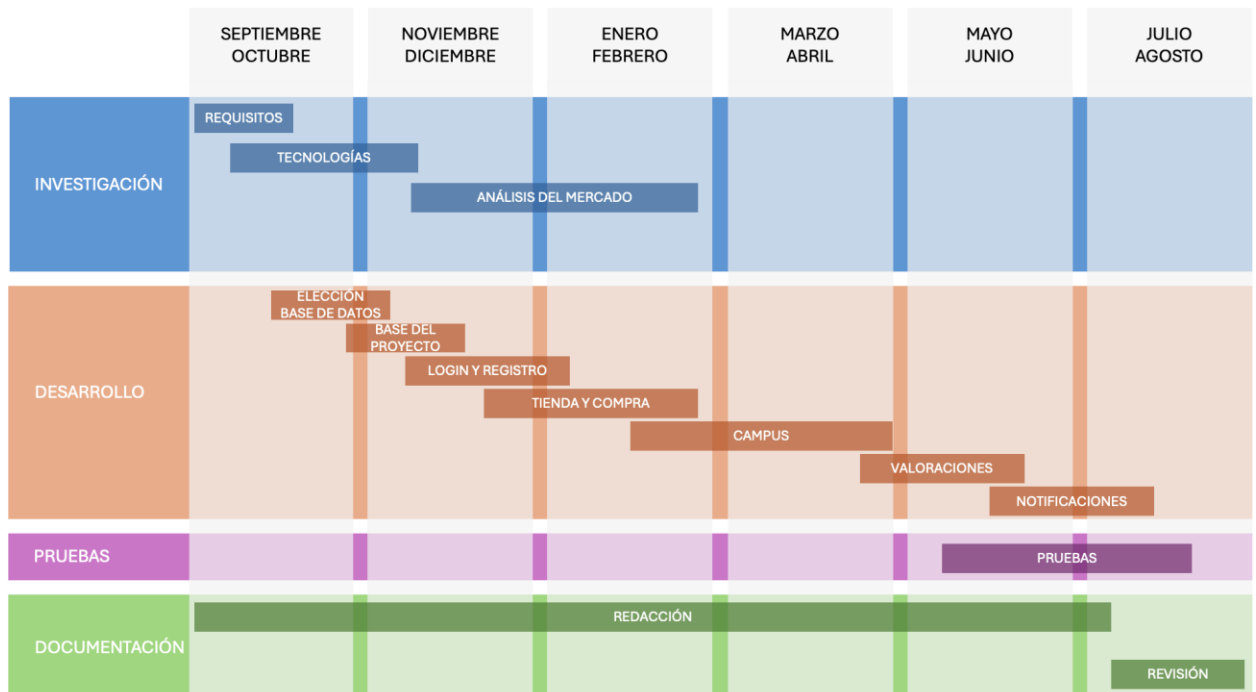 SEPTIEMBRE
OCTUBRE
NOVIEMBRE
DICIEMBRE
ENERO
FEBRERO
MARZO
ABRIL
MAYO
JUNIO
JULIO
AGOSTO
INVESTIGACIÓN
REQUISITOS
TECNOLOGÍAS
ANÁLISIS DEL MERCADO
DESARROLLO
ELECCIÓN
BASE DE DATOS
BASE DEL
PROYECTO
LOGIN Y REGISTRO
TIENDA Y COMPRA
CAMPUS
VALORACIONES
NOTIFICACIONES
PRUEBAS
PRUEBAS
DOCUMENTACIÓN
REDACCIÓN
REVISIÓN